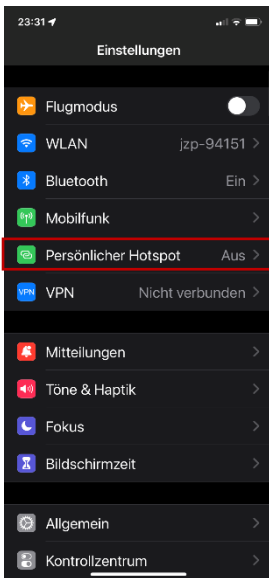 23:31
Einstellungen
Flugmodus
WLAN jzp-94151
Bluetooth Ein
Mobilfunk
Persönlicher Hotspot Aus
VPN VPN Nicht verbunden
Mitteilungen
Töne & Haptik
Fokus
Bildschirmzeit
Allgemein
Kontrollzentrum